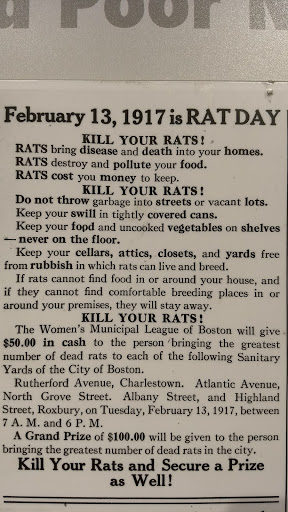 d Poor
February 13, 1917 is RAT DAY
KILL YOUR RATS!
RATS bring disease and death into your homes.
RATS destroy and pollute your food.
RATS cost you money to keep.
KILL YOUR RATS!
Do not throw garbage into streets or vacant lots.
Keep your swill in tightly covered cans.
Keep your food and uncooked vegetables on shelves
—never on the floor.
Keep your cellars, attics, closets, and yards free
from rubbish in which rats can live and breed.
If rats cannot find food in or around your house, and
if they cannot find comfortable breeding places in or
around your premises, they will stay away.
KILL YOUR RATS!
The Women's Municipal League of Boston will give
$50.00 in cash to the person bringing the greatest
number of dead rats to each of the following Sanitary
Yards of the City of Boston.
Rutherford Avenue, Charlestown. Atlantic Avenue,
North Grove Street. Albany Street, and Highland
Street, Roxbury, on Tuesday, February 13, 1917, between
7 A. M. and 6 P. M.
A Grand Prize of $100.00 will be given to the person
bringing the greatest number of dead rats in the city.
Kill Your Rats and Secure a Prize
as Well!